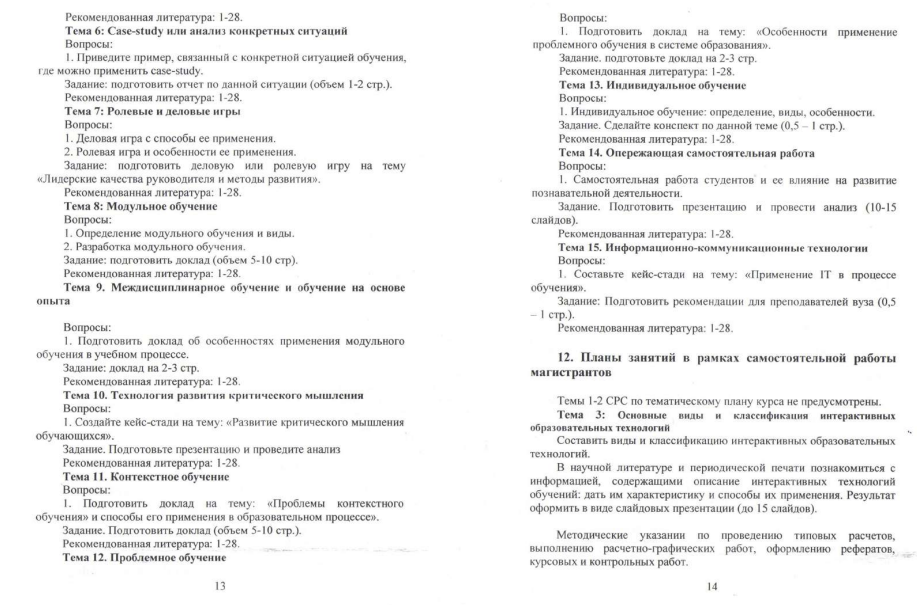 Рекомендованная литература: 1-28.
Тема 6: Case-study или анализ конкретных ситуаций
Вопросы:
1. Приведите пример, связанный с конкретной ситуацией обучения,
где можно применить case-study.
Задание: подготовить отчет по данной ситуации (объем 1-2 стр.).
Рекомендованная литература: 1-28.
Тема 7: Ролевые и деловые игры
Вопросы:
1. Деловая игра с способы ее применения.
2. Ролевая игра и особенности ее применения.
Задание: подготовить деловую или ролевую игру на тему
«Лидерские качества руководителя и методы развития».
Рекомендованная литература: 1-28.
Тема 8: Модульное обучение
Вопросы:
1. Определение модульного обучения и виды.
2. Разработка модульного обучения.
Задание: подготовить доклад (объем 5-10 стр).
Рекомендованная литература: 1-28.
Тема 9. Междисциплинарное обучение и обучение на основе
опыта
Вопросы:
1. Подготовить доклад об особенностях применения модульного
обучения в учебном процессе.
Задание: доклад на 2-3 стр.
Рекомендованная литература: 1-28.
Тема 10. Технология развития критического мышления
Вопросы:
1. Создайте кейс-стади на тему: «Развитие критического мышления
обучающихся».
Задание. Подготовьте презентацию и проведите анализ
Рекомендованная литература: 1-28.
Тема 11. Контекстное обучение
Вопросы:
1. Подготовить доклад на тему: «Проблемы контекстного
обучения» и способы его применения в образовательном процессе».
Задание. Подготовить доклад (объем 5-10 стр.).
Рекомендованная литература: 1-28.
Тема 12. Проблемное обучение
13
Вопросы:
1. Подготовить доклад на тему: «Особенности применение
проблемного обучения в системе образования».
Задание. подготовьте доклад на 2-3 стр.
Рекомендованная литература: 1-28.
Тема 13. Индивидуальное обучение
Вопросы:
1. Индивидуальное обучение: определение, виды, особенности.
Задание. Сделайте конспект по данной теме (0,5 – 1 стр.).
Рекомендованная литература: 1-28.
Тема 14. Опережающая самостоятельная работа
Вопросы:
1. Самостоятельная работа студентов и ее влияние на развитие
познавательной деятельности.
Задание. Подготовить презентацию и провести анализ (10-15
слайдов).
Рекомендованная литература: 1-28.
Тема 15. Информационно-коммуникационные технологии
Вопросы:
1. Составьте кейс-стади на тему: «Применение IT в процессе
обучения».
Задание: Подготовить рекомендации для преподавателей вуза (0,5
– 1 стр.).
Рекомендованная литература: 1-28.
12. Планы занятий в рамках самостоятельной работы
магистрантов
Темы 1-2 СРС по тематическому плану курса не предусмотрены.
Тема 3: Основные виды и классификация интерактивных
образовательных технологий
Составить виды и классификацию интерактивных образовательных
технологий.
В научной литературе и периодической печати познакомиться с
информацией, содержащими описание интерактивных технологий
обучений: дать им характеристику и способы их применения. Результат
оформить в виде слайдовых презентации (до 15 слайдов).
Методические указании по проведению типовых расчетов,
выполнению расчетно-графических работ, оформлению рефератов,
курсовых и контрольных работ.
14